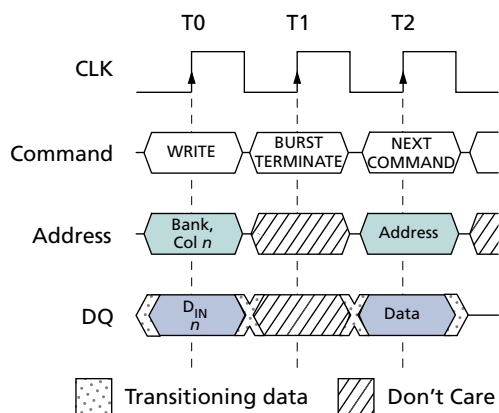 T0 T1 T2
CLK
Command WRITE BURST TERMINATE NEXT COMMAND
Address Bank, Col n Address
DQ D_IN n Data
Transitioning data Don't Care